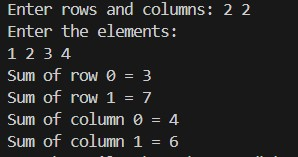 Enter rows and columns: 2 2
Enter the elements:
1 2 3 4
Sum of row 0 = 3
Sum of row 1 = 7
Sum of column 0 = 4
Sum of column 1 = 6